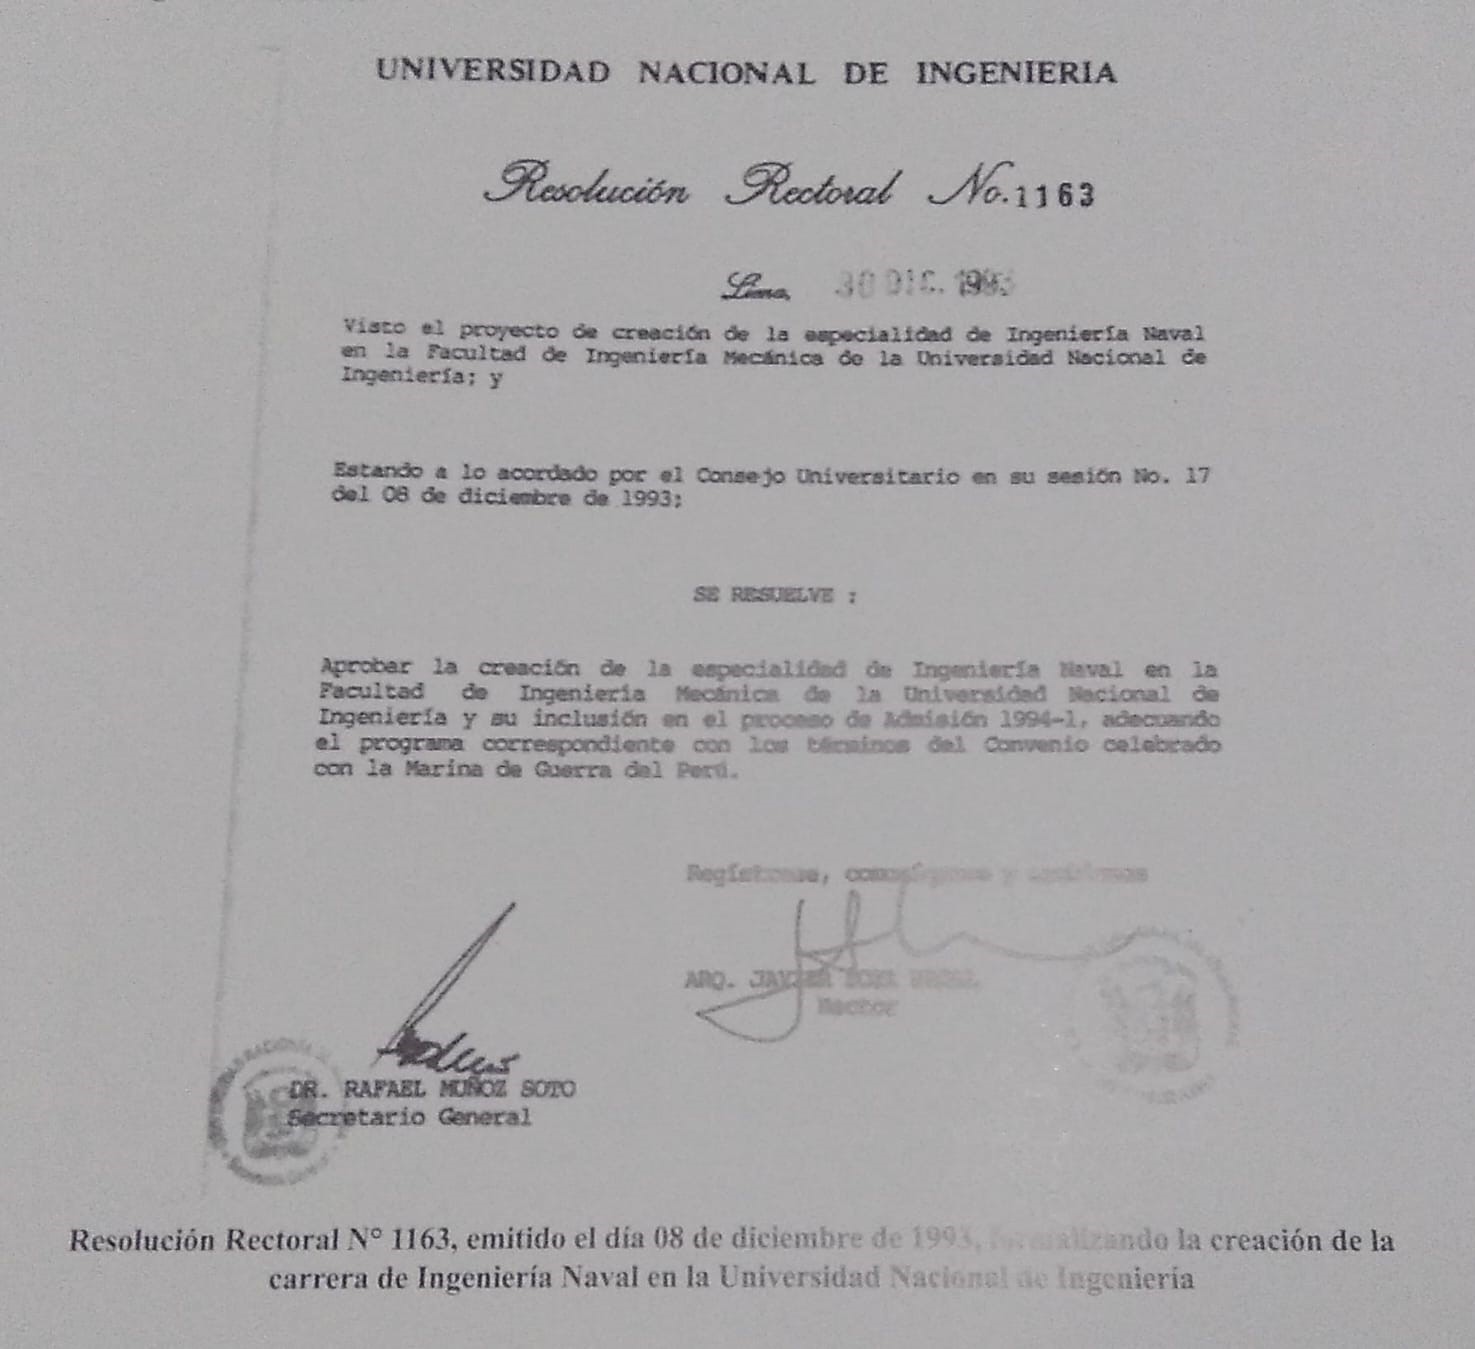 UNIVERSIDAD NACIONAL DE INGENIERIA
Resolución Rectoral No. 1163
Lima, 30 DIC. 1993
Visto el proyecto de creación de la especialidad de Ingeniería Naval
en la Facultad de Ingeniería Mecánica de la Universidad Nacional de
Ingeniería; y
Estando a lo acordado por el Consejo Universitario en su sesión No. 17
del 08 de diciembre de 1993;
SE RESUELVE :
Aprobar la creación de la especialidad de Ingeniería Naval en la
Facultad de Ingeniería Mecánica de la Universidad Nacional de
Ingeniería y su inclusión en el proceso de Admisión 1994-1, adecuando
el programa correspondiente con los términos del Convenio celebrado
con la Marina de Guerra del Perú.
Regístrese, comuníquese y archívese
ARQ. JAVIER
Rector
DR. RAFAEL MUÑOZ SOTO
Secretario General
Resolución Rectoral N° 1163, emitido el día 08 de diciembre de 1993, formalizando la creación de la
carrera de Ingeniería Naval en la Universidad Nacional de Ingeniería